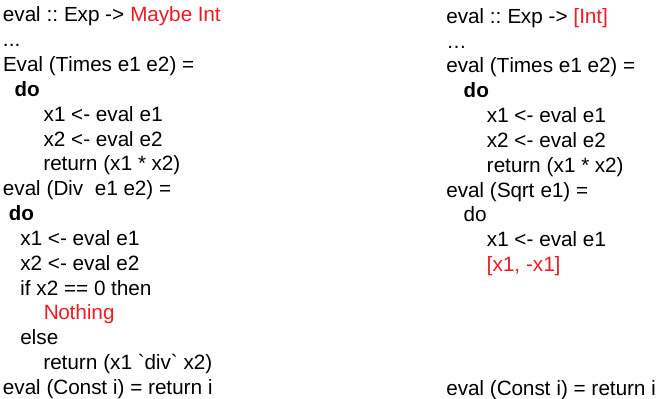 eval :: Exp -> Maybe Int
...
Eval (Times e1 e2) =
do
x1 <- eval e1
x2 <- eval e2
return (x1 * x2)
eval (Div  e1 e2) =
do
x1 <- eval e1
x2 <- eval e2
if x2 == 0 then
Nothing
else
return (x1 `div` x2)
eval (Const i) = return i
eval :: Exp -> [Int]
...
eval (Times e1 e2) =
do
x1 <- eval e1
x2 <- eval e2
return (x1 * x2)
eval (Sqrt e1) =
do
x1 <- eval e1
[x1, -x1]
eval (Const i) = return i